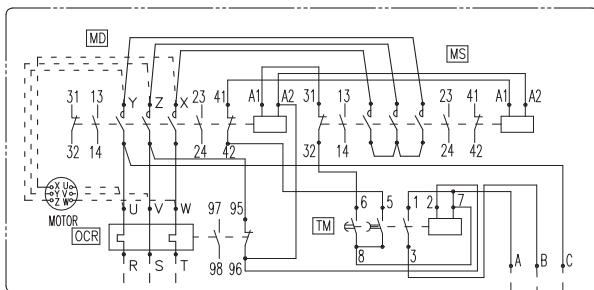 MD
MS
31 13 Y Z X 23 41 A1 A2 31 13 23 41 A1 A2
32 14 24 42 32 14 24 42
X U
Y V
Z W
MOTOR
U V W 97 95
6 5 1 2 7
OCR
TM
98 96
8 3
R S T
A B C